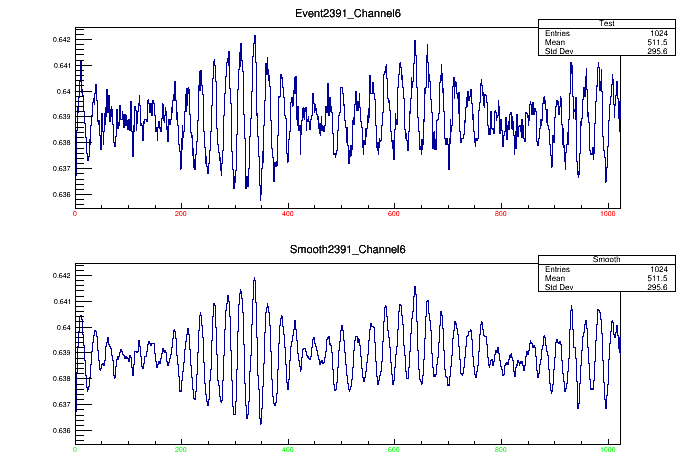 Event2391_Channel6
Test
Entries 1024
Mean 511.5
Std Dev 295.6
0.642
0.641
0.64
0.639
0.638
0.637
0.636
0 200 400 600 800 1000
Smooth2391_Channel6
Smooth
Entries 1024
Mean 511.5
Std Dev 295.6
0.642
0.641
0.64
0.639
0.638
0.637
0.636
0 200 400 600 800 1000